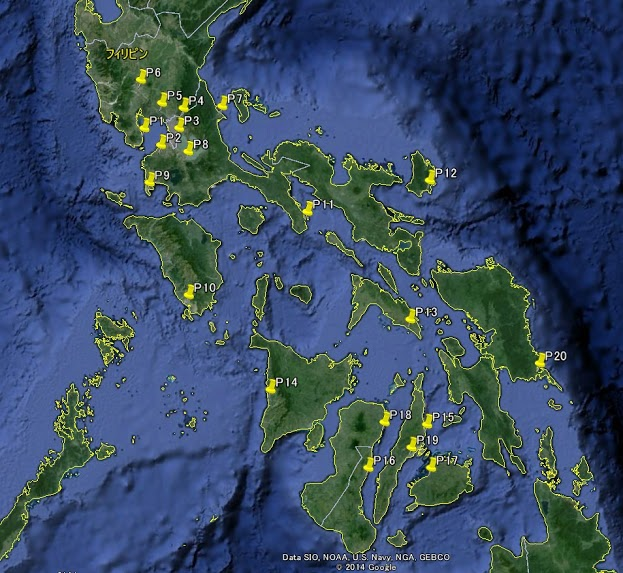 フィリピン
P6
P5
P4
P7
P1
P3
P2
P8
P9
P12
P11
P10
P13
P20
P14
P18
P15
P19
P16
P17
Data SIO, NOAA, U.S. Navy, NGA, GEBCO
© 2014 Google